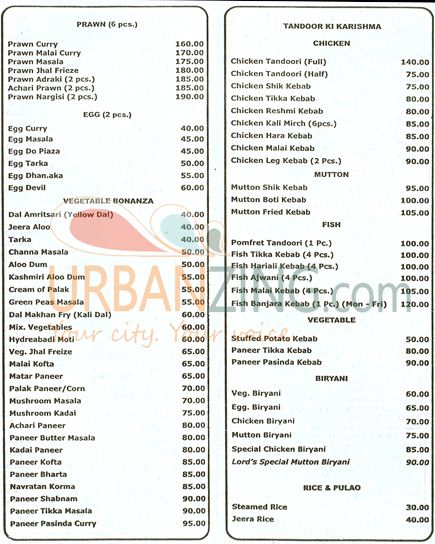 PRAWN (6 pcs.)
Prawn Curry 160.00
Prawn Malai Curry 170.00
Prawn Masala 175.00
Prawn Jhal Frieze 180.00
Prawn Adraki (2 pcs.) 185.00
Achari Prawn (2 pcs.) 185.00
Prawn Nargisi (2 pcs.) 190.00
EGG (2 pcs.)
Egg Curry 40.00
Egg Masala 45.00
Egg Do Piaza 45.00
Egg Tarka 50.00
Egg Dhan.aka 55.00
Egg Devil 60.00
VEGETABLE BONANZA
Dal Amritsari (Yellow Dal) 40.00
Jeera Aloo 40.00
Tarka 40.00
Channa Masala 50.00
Aloo Dum 50.00
Kashmiri Aloo Dum 55.00
Cream of Palak 55.00
Green Peas Masala 55.00
Dal Makhan Fry (Kali Dal) 60.00
Mix. Vegetables 60.00
Hydreabadi Moti 60.00
Veg. Jhal Freize 65.00
Malai Kofta 65.00
Matar Paneer 65.00
Palak Paneer/Corn 70.00
Mushroom Masala 70.00
Mushroom Kadai 75.00
Achari Paneer 80.00
Paneer Butter Masala 80.00
Kadai Paneer 80.00
Paneer Kofta 85.00
Paneer Bharta 85.00
Navratan Korma 85.00
Paneer Shabnam 90.00
Paneer Tikka Masala 90.00
Paneer Pasinda Curry 95.00
TANDOOR KI KARISHMA
CHICKEN
Chicken Tandoori (Full) 140.00
Chicken Tandoori (Half) 75.00
Chicken Shik Kebab 75.00
Chicken Tikka Kebab 80.00
Chicken Reshmi Kebab 80.00
Chicken Kali Mirch (6pcs.) 85.00
Chicken Hara Kebab 85.00
Chicken Malai Kebab 90.00
Chicken Leg Kebab (2 Pcs.) 90.00
MUTTON
Mutton Shik Kebab 95.00
Mutton Boti Kebab 100.00
Mutton Fried Kebab 105.00
FISH
Pomfret Tandoori (1 Pc.) 100.00
Fish Tikka Kebab (4 Pcs.) 100.00
Fish Hariali Kebab (4 Pcs.) 100.00
Fish Ajwani (4 Pcs.) 100.00
Fish Malai Kebab (4 Pcs.) 105.00
Fish Banjara Kebab (1 Pc.) (Mon - Fri) 120.00
VEGETABLE
Stuffed Potato Kebab 50.00
Paneer Tikka Kebab 80.00
Paneer Pasinda Kebab 90.00
BIRYANI
Veg. Biryani 60.00
Egg. Biryani 65.00
Chicken Biryani 70.00
Mutton Biryani 75.00
Special Chicken Biryani 85.00
Lord's Special Mutton Biryani 90.00
RICE & PULAO
Steamed Rice 30.00
Jeera Rice 40.00
URBANZING.com
Your city. Your voice.